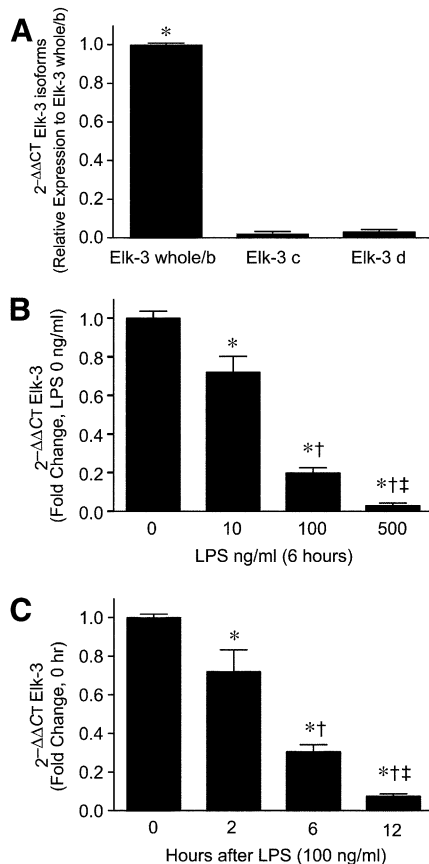 A
2–ΔΔCT Elk-3 isoforms
(Relative Expression to Elk-3 whole/b)
1.0
0.8
0.6
0.4
0.2
0.0
*
Elk-3 whole/b Elk-3 c Elk-3 d
B
2–ΔΔCT Elk-3
(Fold Change, LPS 0 ng/ml)
1.0
0.8
0.6
0.4
0.2
0.0
*
*†
*†‡
0 10 100 500
LPS ng/ml (6 hours)
C
2–ΔΔCT Elk-3
(Fold Change, 0 hr)
1.0
0.8
0.6
0.4
0.2
0.0
*
*†
*†‡
0 2 6 12
Hours after LPS (100 ng/ml)